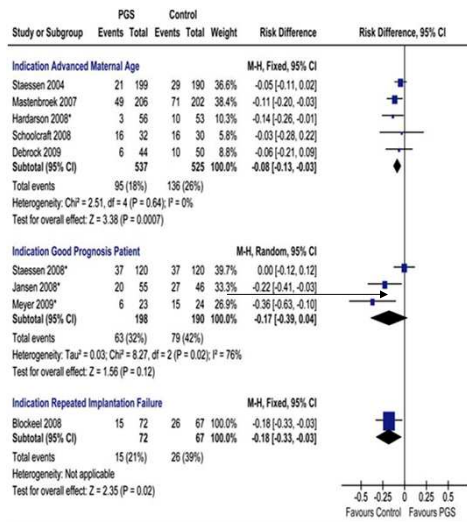 PGS Control Risk Difference Risk Difference, 95% CI
Study or Subgroup Events Total Events Total Weight
Indication Advanced Maternal Age M-H, Fixed, 95% CI
Staessen 2004 21 199 29 190 36.6% -0.05 [-0.11, 0.02]
Mastenbroek 2007 49 206 71 202 38.4% -0.11 [-0.20, -0.03]
Hardarson 2008* 3 56 10 53 23.4% -0.14 [-0.26, -0.01]
Schoolcraft 2008 16 32 16 30 55.0% -0.03 [-0.28, 0.22]
Debrock 2009 6 44 10 50 29.9% -0.06 [-0.21, 0.09]
Subtotal (95% CI) 537 525 100.0% -0.08 [-0.13, -0.03]
Total events 95 (18%) 136 (26%)
Heterogeneity: Chi² = 2.51, df = 4 (P = 0.64); I² = 0%
Test for overall effect: Z = 3.38 (P = 0.0007)
Indication Good Prognosis Patient M-H, Random, 95% CI
Staessen 2008* 37 120 37 120 39.7% 0.00 [-0.12, 0.12]
Jansen 2008* 20 55 27 46 33.3% -0.22 [-0.41, -0.03]
Meyer 2009* 6 23 15 24 -0.36 [-0.63, -0.10]
Subtotal (95% CI) 198 190 100.0% -0.17 [-0.39, 0.04]
Total events 63 (32%) 79 (42%)
Heterogeneity: Tau² = 0.03; Chi² = 8.27, df = 2 (P = 0.02); I² = 76%
Test for overall effect: Z = 1.56 (P = 0.12)
Indication Repeated Implantation Failure M-H, Fixed, 95% CI
Blockeel 2008 15 72 26 67 100.0% -0.18 [-0.33, -0.03]
Subtotal (95% CI) 72 67 100.0% -0.18 [-0.33, -0.03]
Total events 15 (21%) 26 (39%)
Heterogeneity: Not applicable
Test for overall effect: Z = 2.35 (P = 0.02)
-0.5 -0.25 0 0.25 0.5
Favours Control Favours PGS